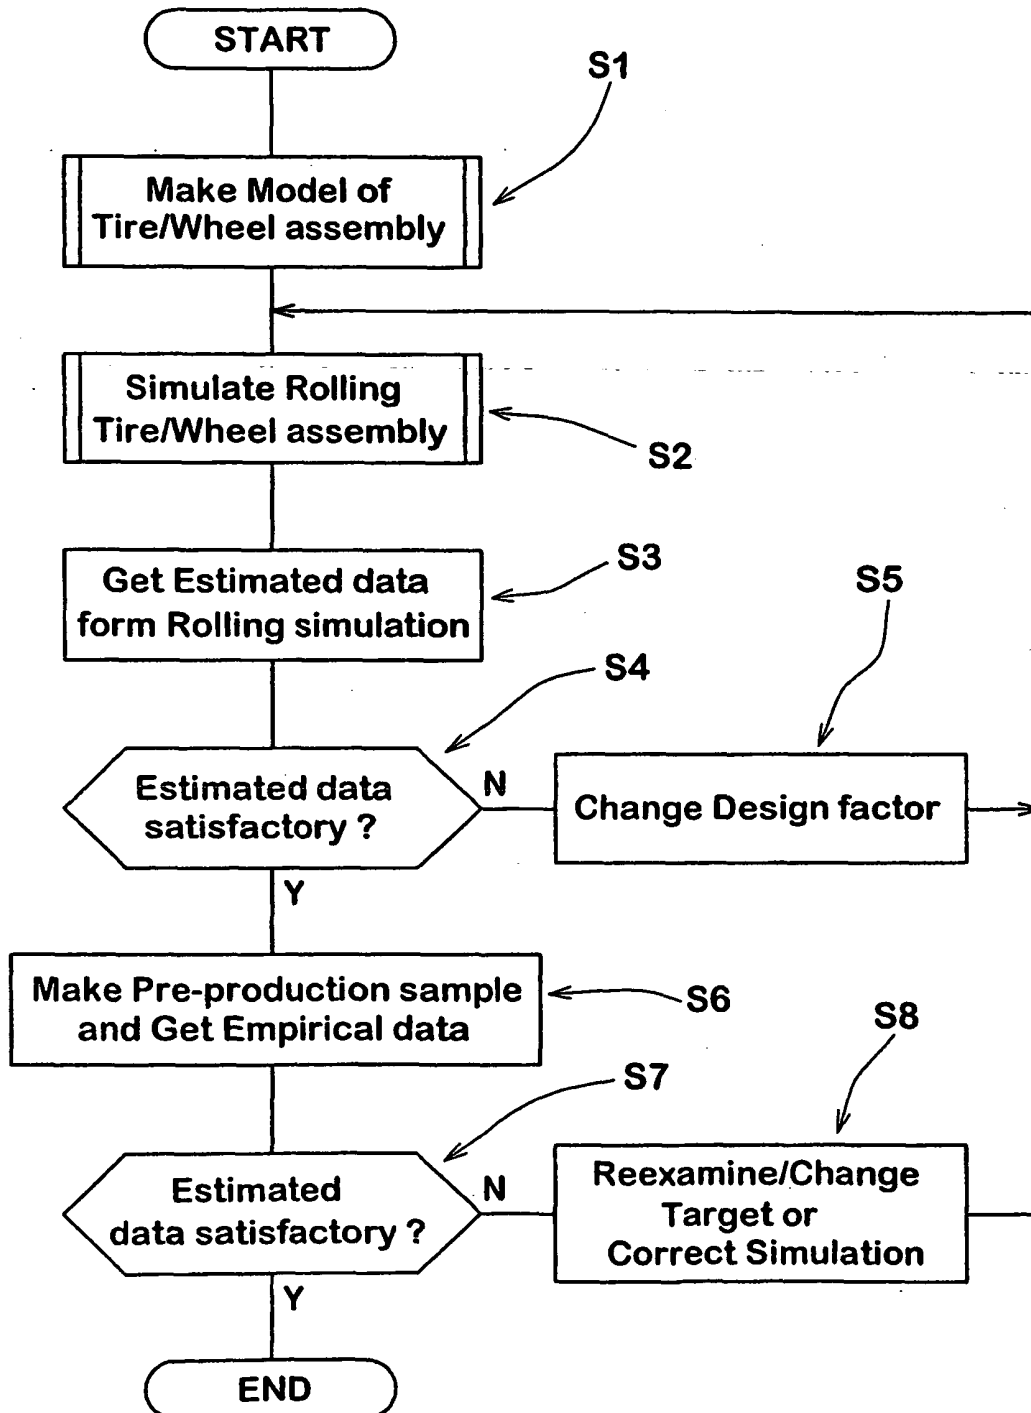 START
S1
Make Model of
Tire/Wheel assembly
Simulate Rolling
Tire/Wheel assembly
S2
Get Estimated data
form Rolling simulation
S3
S4
S5
Estimated data
satisfactory ?
N
Change Design factor
Y
Make Pre-production sample
and Get Empirical data
S6
S7
S8
Estimated
data satisfactory ?
N
Reexamine/Change
Target or
Correct Simulation
Y
END